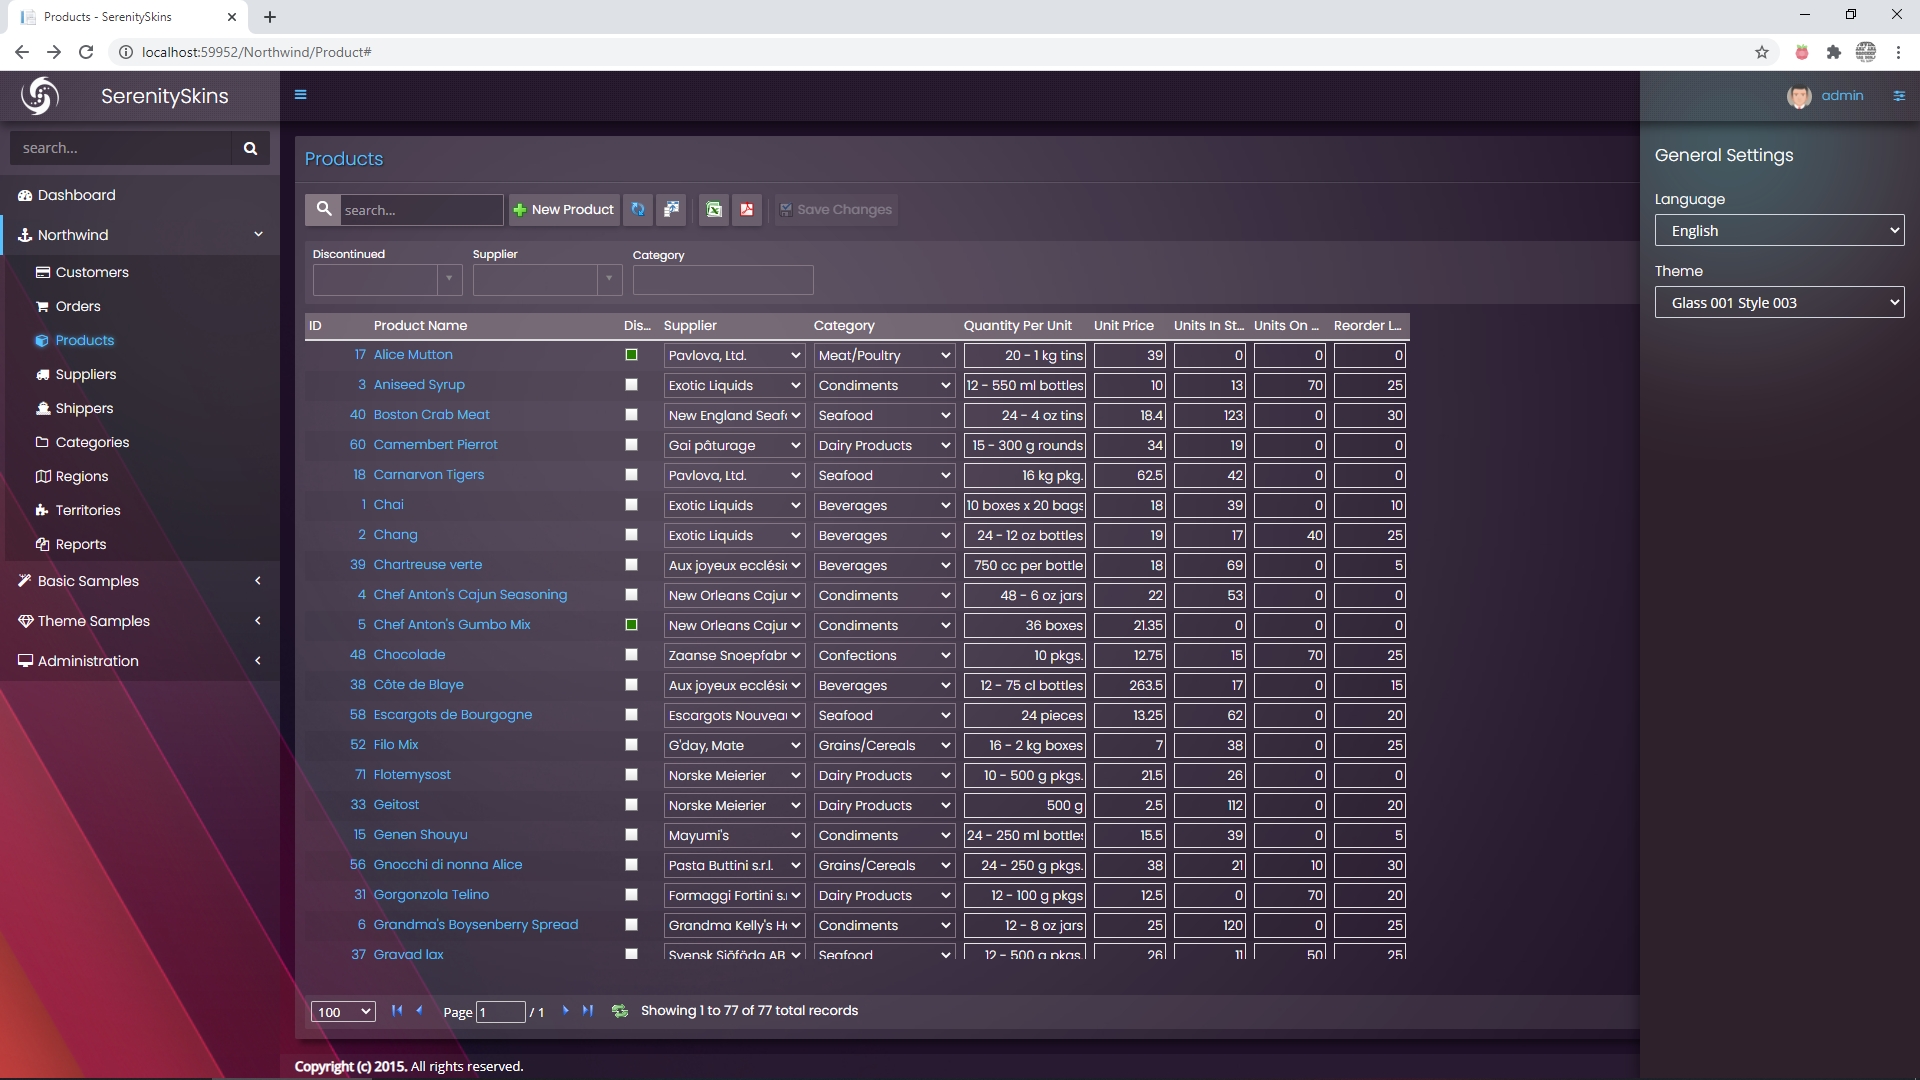 Products - SerenitySkins
localhost:59952/Northwind/Product#
SerenitySkins
admin
search...
Dashboard
Northwind
Customers
Orders
Products
Suppliers
Shippers
Categories
Regions
Territories
Reports
Basic Samples
Theme Samples
Administration
Products
search... New Product Save Changes
Discontinued Supplier Category
ID Product Name Dis... Supplier Category Quantity Per Unit Unit Price Units In St... Units On ... Reorder L...
17 Alice Mutton Pavlova, Ltd. Meat/Poultry 20 - 1 kg tins 39 0 0 0
3 Aniseed Syrup Exotic Liquids Condiments 12 - 550 ml bottles 10 13 70 25
40 Boston Crab Meat New England Seaf Seafood 24 - 4 oz tins 18.4 123 0 30
60 Camembert Pierrot Gai pâturage Dairy Products 15 - 300 g rounds 34 19 0 0
18 Carnarvon Tigers Pavlova, Ltd. Seafood 16 kg pkg. 62.5 42 0 0
1 Chai Exotic Liquids Beverages 10 boxes x 20 bags 18 39 0 10
2 Chang Exotic Liquids Beverages 24 - 12 oz bottles 19 17 40 25
39 Chartreuse verte Aux joyeux ecclési Beverages 750 cc per bottle 18 69 0 5
4 Chef Anton's Cajun Seasoning New Orleans Cajur Condiments 48 - 6 oz jars 22 53 0 0
5 Chef Anton's Gumbo Mix New Orleans Cajur Condiments 36 boxes 21.35 0 0 0
48 Chocolade Zaanse Snoepfabr Confections 10 pkgs. 12.75 15 70 25
38 Côte de Blaye Aux joyeux ecclési Beverages 12 - 75 cl bottles 263.5 17 0 15
58 Escargots de Bourgogne Escargots Nouveau Seafood 24 pieces 13.25 62 0 20
52 Filo Mix G'day, Mate Grains/Cereals 16 - 2 kg boxes 7 38 0 25
71 Flotemysost Norske Meierier Dairy Products 10 - 500 g pkgs. 21.5 26 0 0
33 Geitost Norske Meierier Dairy Products 500 g 2.5 112 0 20
15 Genen Shouyu Mayumi's Condiments 24 - 250 ml bottles 15.5 39 0 5
56 Gnocchi di nonna Alice Pasta Buttini s.r.l. Grains/Cereals 24 - 250 g pkgs. 38 21 10 30
31 Gorgonzola Telino Formaggi Fortini s. Dairy Products 12 - 100 g pkgs 12.5 0 70 20
6 Grandma's Boysenberry Spread Grandma Kelly's H Condiments 12 - 8 oz jars 25 120 0 25
37 Gravad lax Svensk Sjöföda AB Seafood 12 - 500 g pkgs. 26 11 50 25
100 Page 1 / 1 Showing 1 to 77 of 77 total records
Copyright (c) 2015. All rights reserved.
General Settings
Language
English
Theme
Glass 001 Style 003